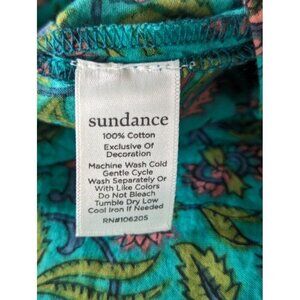 sundance
100% Cotton
Exclusive Of
Decoration
Machine Wash Cold
Gentle Cycle
Wash Separately Or
With Like Colors
Do Not Bleach
Tumble Dry Low
Cool Iron If Needed
RN#106205